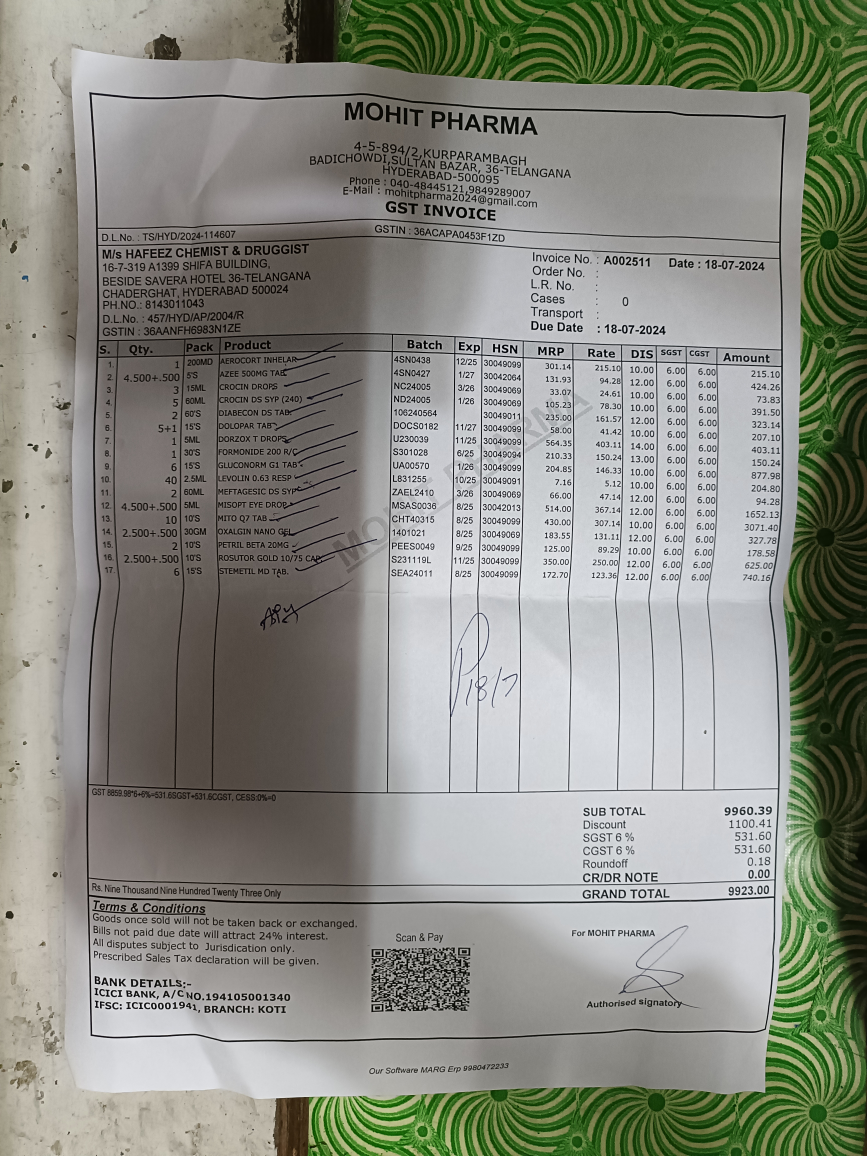 MOHIT PHARMA
4-5-894/2,KURPARAMBAGH
BADICHOWDI,SULTAN BAZAR, 36-TELANGANA
HYDERABAD-500095
Phone : 040-48445121,9849289007
E-Mail : mohitpharma2024@gmail.com
GST INVOICE
D.L.No. : TS/HYD/2024-114607 GSTIN : 36ACAPA0453F1ZD
M/s HAFEEZ CHEMIST & DRUGGIST
16-7-319 A1399 SHIFA BUILDING,
BESIDE SAVERA HOTEL 36-TELANGANA
CHADERGHAT, HYDERABAD 500024
PH.NO.: 8143011043
D.L.No. : 457/HYD/AP/2004/R
GSTIN : 36AANFH6983N1ZE
Invoice No. : A002511 Date : 18-07-2024
Order No. :
L.R. No. :
Cases : 0
Transport :
Due Date : 18-07-2024
S. Qty. Pack Product Batch Exp HSN MRP Rate DIS SGST CGST Amount
1. 1 200MD AEROCORT INHELAR 4SN0438 12/25 30049099 301.14 215.10 10.00 6.00 6.00 215.10
2. 4.500+.500 5'S AZEE 500MG TAB 4SN0427 1/27 30042064 131.93 94.28 12.00 6.00 6.00 424.26
3. 3 15ML CROCIN DROPS NC24005 3/26 30049069 33.07 24.61 10.00 6.00 6.00 73.83
4. 5 60ML CROCIN DS SYP (240) ND24005 1/26 30049069 105.23 78.30 10.00 6.00 6.00 391.50
5. 2 60'S DIABECON DS TAB. 106240564 30049011 235.00 161.57 12.00 6.00 6.00 323.14
6. 5+1 15'S DOLOPAR TAB DOCS0182 11/27 30049099 58.00 41.42 10.00 6.00 6.00 207.10
7. 1 5ML DORZOX T DROPS U230039 11/25 30049099 564.35 403.11 10.00 6.00 6.00 403.11
8. 1 30'S FORMONIDE 200 R/C S301028 6/25 30049094 210.33 150.24 14.00 6.00 6.00 150.24
9. 6 15'S GLUCONORM G1 TAB UA00570 1/26 30049099 204.85 146.33 13.00 6.00 6.00 877.98
10. 40 2.5ML LEVOLIN 0.63 RESP L831255 10/25 30049091 7.16 5.12 10.00 6.00 6.00 204.80
11. 2 60ML MEFTAGESIC DS SYP ZAEL2410 3/26 30049069 66.00 47.14 12.00 6.00 6.00 94.28
12. 4.500+.500 5ML MISOPT EYE DROP MSAS0036 8/25 30042013 514.00 367.14 12.00 6.00 6.00 1652.13
13. 10 10'S MITO Q7 TAB CHT40315 8/25 30049099 430.00 307.14 10.00 6.00 6.00 3071.40
14. 2.500+.500 30GM OXALGIN NANO GEL 1401021 8/25 30049069 183.55 131.11 12.00 6.00 6.00 327.78
15. 2 10'S PETRIL BETA 20MG PEES0049 9/25 30049099 125.00 89.29 10.00 6.00 6.00 178.58
16. 2.500+.500 10'S ROSUTOR GOLD 10/75 CAP S231119L 11/25 30049099 350.00 250.00 12.00 6.00 6.00 625.00
17. 6 15'S STEMETIL MD TAB. SEA24011 8/25 30049099 172.70 123.36 12.00 6.00 6.00 740.16
MOHIT PHARMA
18/7
GST 8859.98*6+6%=531.6SGST+531.6CGST, CESS:0%=0
SUB TOTAL 9960.39
Discount 1100.41
SGST 6 % 531.60
CGST 6 % 531.60
Roundoff 0.18
CR/DR NOTE 0.00
Rs. Nine Thousand Nine Hundred Twenty Three Only GRAND TOTAL 9923.00
Terms & Conditions
Goods once sold will not be taken back or exchanged.
Bills not paid due date will attract 24% interest.
All disputes subject to Jurisdication only.
Prescribed Sales Tax declaration will be given.
BANK DETAILS:-
ICICI BANK, A/C NO.194105001340
IFSC: ICIC0001941, BRANCH: KOTI
Scan & Pay
For MOHIT PHARMA
Authorised signatory
Our Software MARG Erp 9980472233